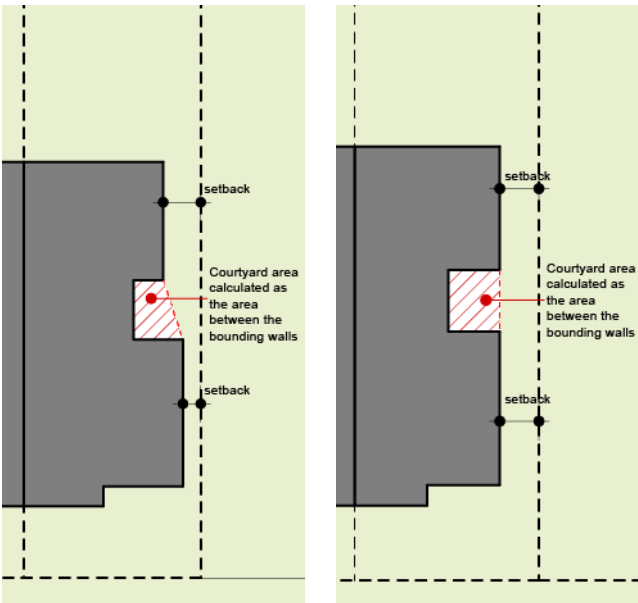 setback
Courtyard area
calculated as
the area
between the
bounding walls
setback
setback
Courtyard area
calculated as
the area
between the
bounding walls
setback